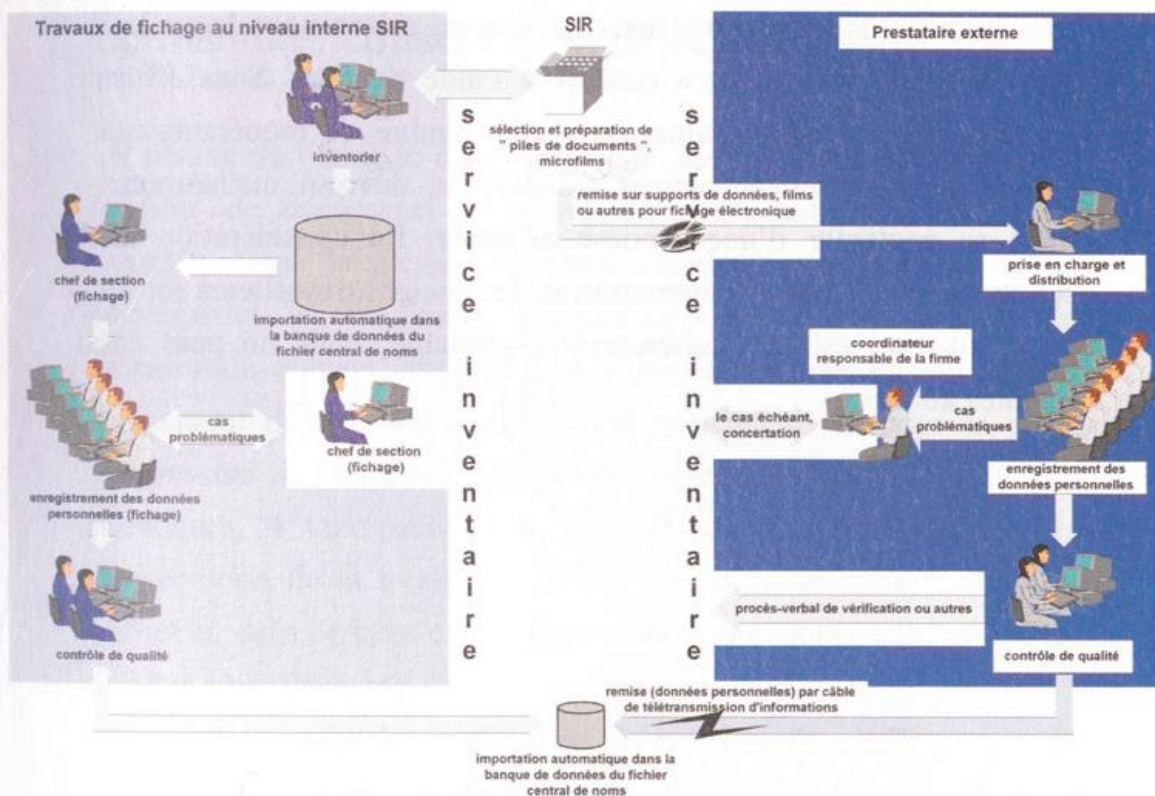 Travaux de fichage au niveau interne SIR
SIR
Prestataire externe
inventorier
sélection et préparation de
" piles de documents ",
microfilms
remise sur supports de données, films
ou autres pour fichage électronique
prise en charge et
distribution
chef de section
(fichage)
importation automatique dans
la banque de données du
fichier central de noms
coordinateur
responsable de la firme
cas
problématiques
chef de section
(fichage)
le cas échéant,
concertation
cas
problématiques
enregistrement des données
personnelles (fichage)
enregistrement des
données personnelles
service inventaire
service inventaire
procès-verbal de vérification ou autres
contrôle de qualité
contrôle de qualité
remise (données personnelles) par câble
de télétransmission d'informations
importation automatique dans la
banque de données du fichier
central de noms